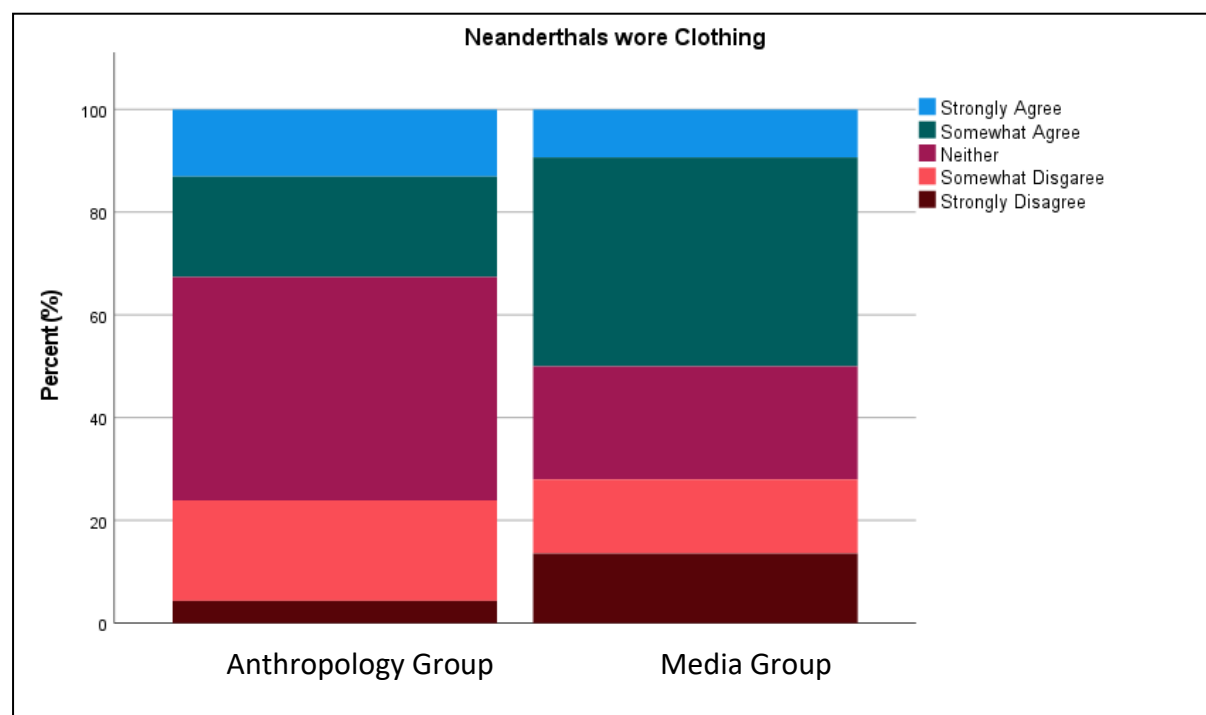 Neanderthals wore Clothing
100
80
60
40
20
0
Percent(%)
Strongly Agree
Somewhat Agree
Neither
Somewhat Disgaree
Strongly Disagree
Anthropology Group
Media Group